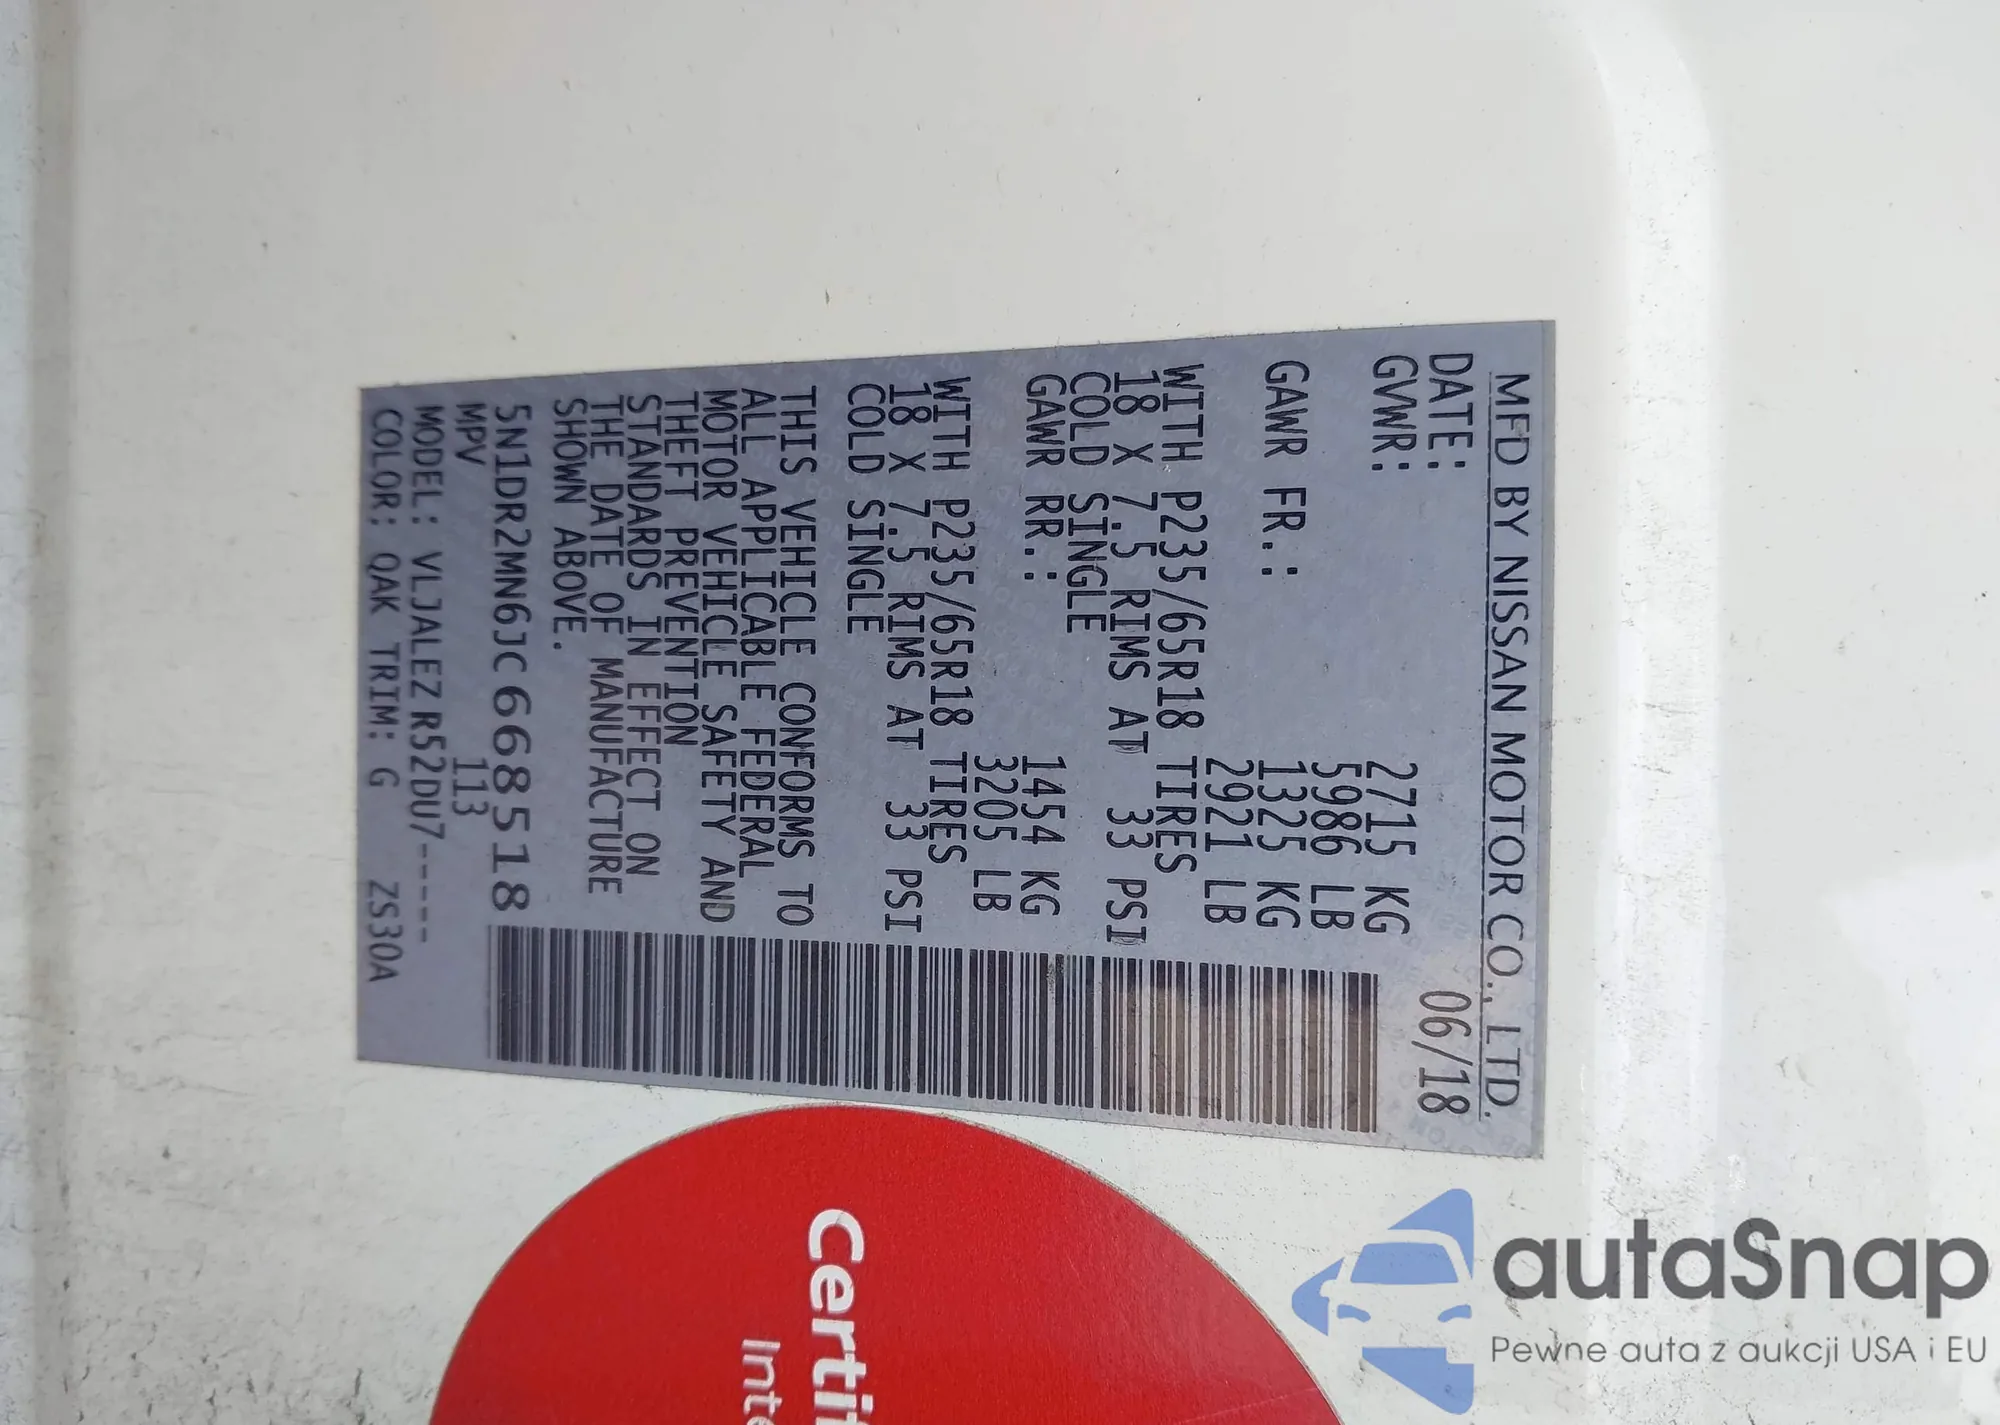 MFD BY NISSAN MOTOR CO., LTD.
DATE: 06/18
GVWR: 2715 KG
5986 LB
GAWR FR.: 1325 KG
2921 LB
WITH P235/65R18 TIRES
18 X 7.5 RIMS AT 33 PSI
COLD SINGLE
GAWR RR.: 1454 KG
3205 LB
WITH P235/65R18 TIRES
18 X 7.5 RIMS AT 33 PSI
COLD SINGLE
THIS VEHICLE CONFORMS TO
ALL APPLICABLE FEDERAL
MOTOR VEHICLE SAFETY AND
THEFT PREVENTION
STANDARDS IN EFFECT ON
THE DATE OF MANUFACTURE
SHOWN ABOVE.
5N1DR2MN6JC668518
MPV 113
MODEL: VLJALEZ R52DU7-----
COLOR: QAK TRIM: G ZS30A
Certif
Inte
autaSnap
Pewne auta z aukcji USA i EU